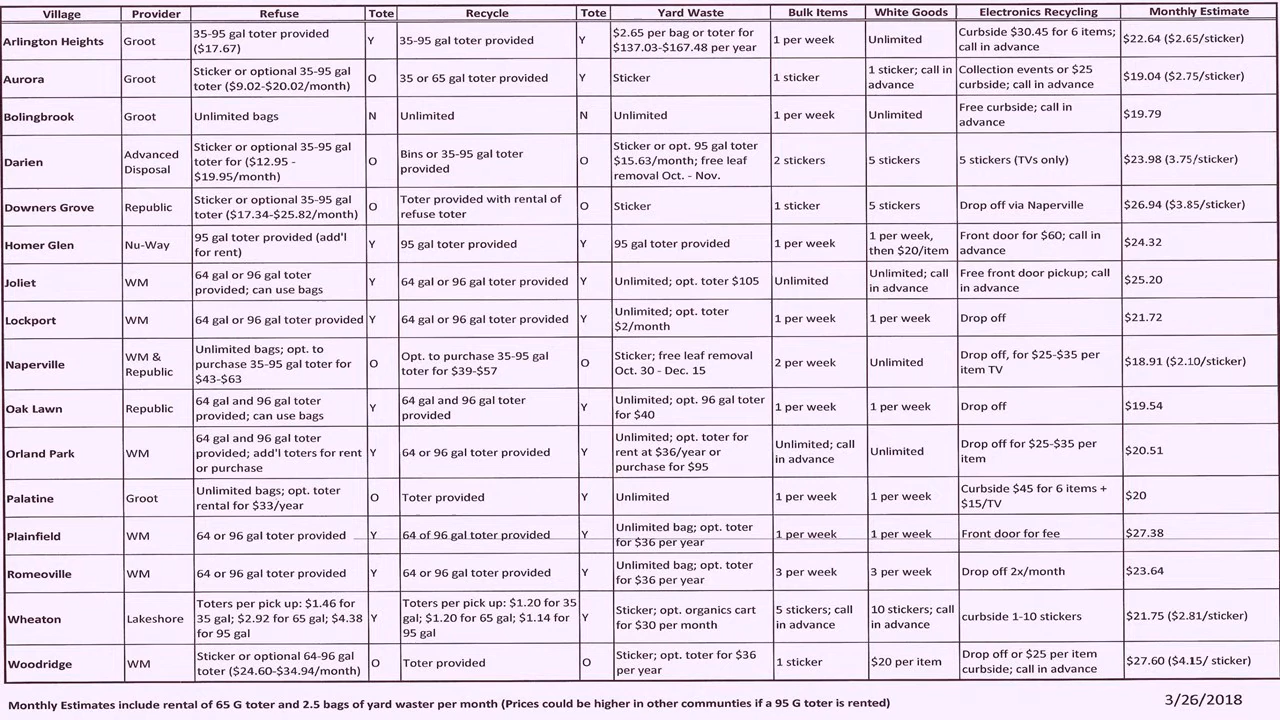 Village Provider Refuse Tote Recycle Tote Yard Waste Bulk Items White Goods Electronics Recycling Monthly Estimate
Arlington Heights
Groot
35-95 gal toter provided
($17.67)
Y
35-95 gal toter provided
Y
$2.65 per bag or toter for
$137.03-$167.48 per year
1 per week
Unlimited
Curbside $30.45 for 6 items;
call in advance
$22.64 ($2.65/sticker)
Aurora
Groot
Sticker or optional 35-95 gal
toter ($9.02-$20.02/month)
O
35 or 65 gal toter provided
Y
Sticker
1 sticker
1 sticker; call in
advance
Collection events or $25
curbside; call in advance
$19.04 ($2.75/sticker)
Bolingbrook
Groot
Unlimited bags
N
Unlimited
N
Unlimited
1 per week
Unlimited
Free curbside; call in
advance
$19.79
Darien
Advanced
Disposal
Sticker or optional 35-95 gal
toter for ($12.95 -
$19.95/month)
O
Bins or 35-95 gal toter
provided
O
Sticker or opt. 95 gal toter
$15.63/month; free leaf
removal Oct. - Nov.
2 stickers
5 stickers
5 stickers (TVs only)
$23.98 (3.75/sticker)
Downers Grove
Republic
Sticker or optional 35-95 gal
toter ($17.34-$25.82/month)
O
Toter provided with rental of
refuse toter
O
Sticker
1 sticker
5 stickers
Drop off via Naperville
$26.94 ($3.85/sticker)
Homer Glen
Nu-Way
95 gal toter provided (add'l
for rent)
Y
95 gal toter provided
Y
95 gal toter provided
1 per week
1 per week,
then $20/item
Front door for $60; call in
advance
$24.32
Joliet
WM
64 gal or 96 gal toter
provided; can use bags
Y
64 gal or 96 gal toter provided
Y
Unlimited; opt. toter $105
Unlimited
Unlimited; call
in advance
Free front door pickup; call
in advance
$25.20
Lockport
WM
64 gal or 96 gal toter provided
Y
64 gal or 96 gal toter provided
Y
Unlimited; opt. toter
$2/month
1 per week
1 per week
Drop off
$21.72
Naperville
WM &
Republic
Unlimited bags; opt. to
purchase 35-95 gal toter for
$43-$63
O
Opt. to purchase 35-95 gal
toter for $39-$57
O
Sticker; free leaf removal
Oct. 30 - Dec. 15
2 per week
Unlimited
Drop off, for $25-$35 per
item TV
$18.91 ($2.10/sticker)
Oak Lawn
Republic
64 gal and 96 gal toter
provided; can use bags
Y
64 gal and 96 gal toter
provided
Y
Unlimited; opt. 96 gal toter
for $40
1 per week
1 per week
Drop off
$19.54
Orland Park
WM
64 gal and 96 gal toter
provided; add'l toters for rent
or purchase
Y
64 or 96 gal toter provided
Y
Unlimited; opt. toter for
rent at $36/year or
purchase for $95
Unlimited; call
in advance
Unlimited
Drop off for $25-$35 per
item
$20.51
Palatine
Groot
Unlimited bags; opt. toter
rental for $33/year
O
Toter provided
Y
Unlimited
1 per week
1 per week
Curbside $45 for 6 items +
$15/TV
$20
Plainfield
WM
64 or 96 gal toter provided
Y
64 of 96 gal toter provided
Y
Unlimited bag; opt. toter
for $36 per year
1 per week
1 per week
Front door for fee
$27.38
Romeoville
WM
64 or 96 gal toter provided
Y
64 or 96 gal toter provided
Y
Unlimited bag; opt. toter
for $36 per year
3 per week
3 per week
Drop off 2x/month
$23.64
Wheaton
Lakeshore
Toters per pick up: $1.46 for
35 gal; $2.92 for 65 gal; $4.38
for 95 gal
Y
Toters per pick up: $1.20 for 35
gal; $1.20 for 65 gal; $1.14 for
95 gal
Y
Sticker; opt. organics cart
for $30 per month
5 stickers; call
in advance
10 stickers; call
in advance
curbside 1-10 stickers
$21.75 ($2.81/sticker)
Woodridge
WM
Sticker or optional 64-96 gal
toter ($24.60-$34.94/month)
O
Toter provided
O
Sticker; opt. toter for $36
per year
1 sticker
$20 per item
Drop off or $25 per item
curbside; call in advance
$27.60 ($4.15/ sticker)
Monthly Estimates include rental of 65 G toter and 2.5 bags of yard waster per month (Prices could be higher in other communties if a 95 G toter is rented)
3/26/2018